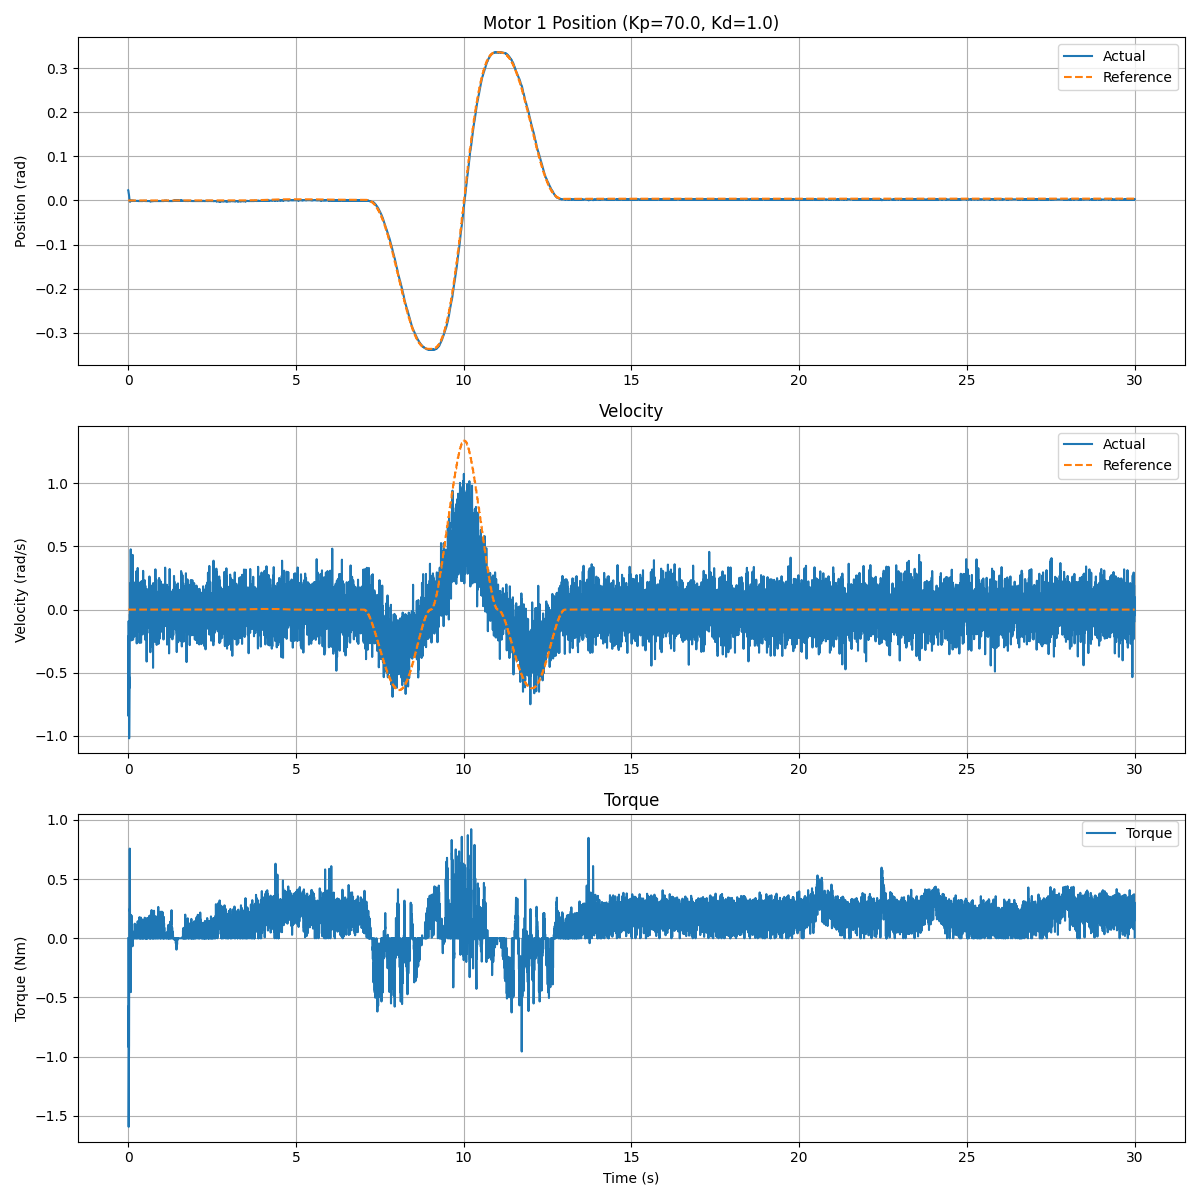 Motor 1 Position (Kp=70.0, Kd=1.0)
Position (rad)
0.3
0.2
0.1
0.0
−0.1
−0.2
−0.3
Actual
Reference
0 5 10 15 20 25 30
Velocity
Velocity (rad/s)
1.0
0.5
0.0
−0.5
−1.0
Actual
Reference
0 5 10 15 20 25 30
Torque
Torque (Nm)
1.0
0.5
0.0
−0.5
−1.0
−1.5
Torque
0 5 10 15 20 25 30
Time (s)